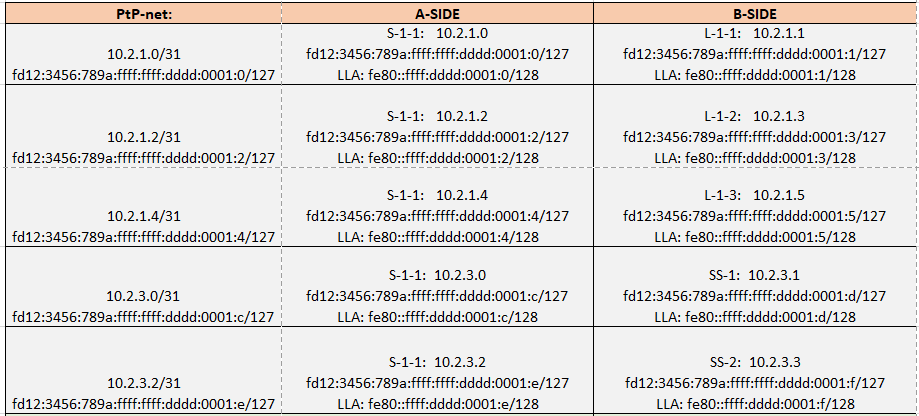 PtP-net: A-SIDE B-SIDE
10.2.1.0/31
fd12:3456:789a:ffff:ffff:dddd:0001:0/127
S-1-1: 10.2.1.0
fd12:3456:789a:ffff:ffff:dddd:0001:0/127
LLA: fe80::ffff:dddd:0001:0/128
L-1-1: 10.2.1.1
fd12:3456:789a:ffff:ffff:dddd:0001:1/127
LLA: fe80::ffff:dddd:0001:1/128
10.2.1.2/31
fd12:3456:789a:ffff:ffff:dddd:0001:2/127
S-1-1: 10.2.1.2
fd12:3456:789a:ffff:ffff:dddd:0001:2/127
LLA: fe80::ffff:dddd:0001:2/128
L-1-2: 10.2.1.3
fd12:3456:789a:ffff:ffff:dddd:0001:3/127
LLA: fe80::ffff:dddd:0001:3/128
10.2.1.4/31
fd12:3456:789a:ffff:ffff:dddd:0001:4/127
S-1-1: 10.2.1.4
fd12:3456:789a:ffff:ffff:dddd:0001:4/127
LLA: fe80::ffff:dddd:0001:4/128
L-1-3: 10.2.1.5
fd12:3456:789a:ffff:ffff:dddd:0001:5/127
LLA: fe80::ffff:dddd:0001:5/128
10.2.3.0/31
fd12:3456:789a:ffff:ffff:dddd:0001:c/127
S-1-1: 10.2.3.0
fd12:3456:789a:ffff:ffff:dddd:0001:c/127
LLA: fe80::ffff:dddd:0001:c/128
SS-1: 10.2.3.1
fd12:3456:789a:ffff:ffff:dddd:0001:d/127
LLA: fe80::ffff:dddd:0001:d/128
10.2.3.2/31
fd12:3456:789a:ffff:ffff:dddd:0001:e/127
S-1-1: 10.2.3.2
fd12:3456:789a:ffff:ffff:dddd:0001:e/127
LLA: fe80::ffff:dddd:0001:e/128
SS-2: 10.2.3.3
fd12:3456:789a:ffff:ffff:dddd:0001:f/127
LLA: fe80::ffff:dddd:0001:f/128